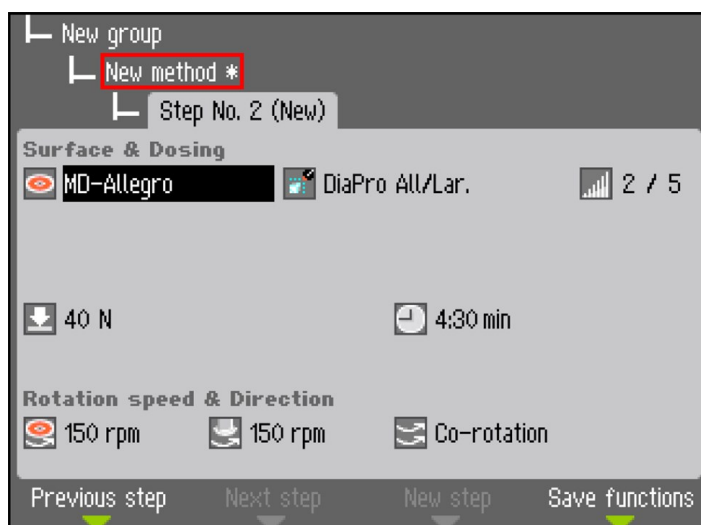 New group
New method *
Step No. 2 (New)
Surface & Dosing
MD-Allegro DiaPro All/Lar. 2 / 5
40 N 4:30 min
Rotation speed & Direction
150 rpm 150 rpm Co-rotation
Previous step Next step New step Save functions